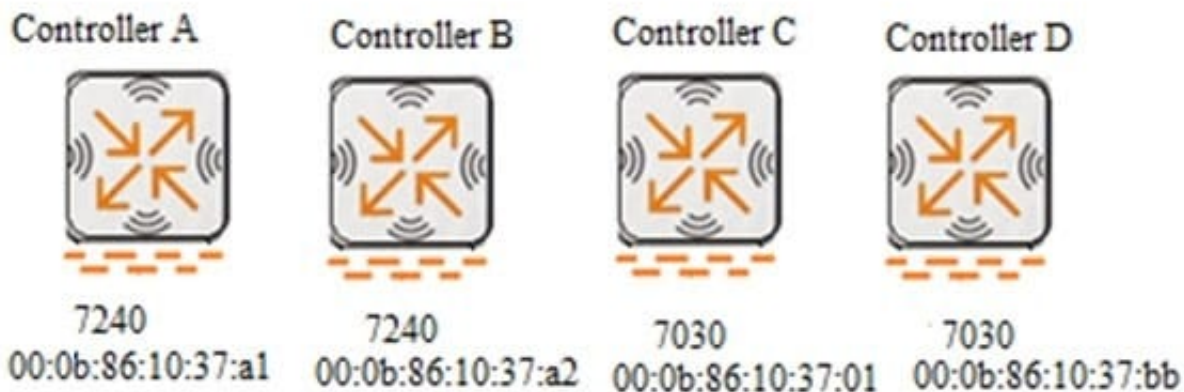 Controller A
Controller B
Controller C
Controller D
7240
7240
7030
7030
00:0b:86:10:37:a1
00:0b:86:10:37:a2
00:0b:86:10:37:01
00:0b:86:10:37:bb